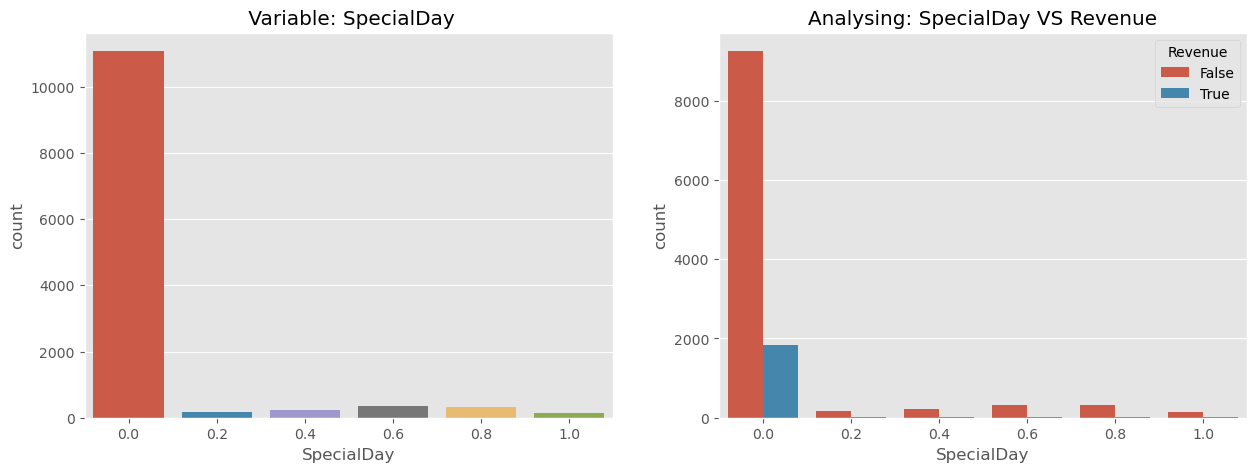 Variable: SpecialDay
10000
8000
6000
4000
2000
0
count
0.0 0.2 0.4 0.6 0.8 1.0
SpecialDay
Analysing: SpecialDay VS Revenue
Revenue
False
True
8000
6000
4000
2000
0
count
0.0 0.2 0.4 0.6 0.8 1.0
SpecialDay